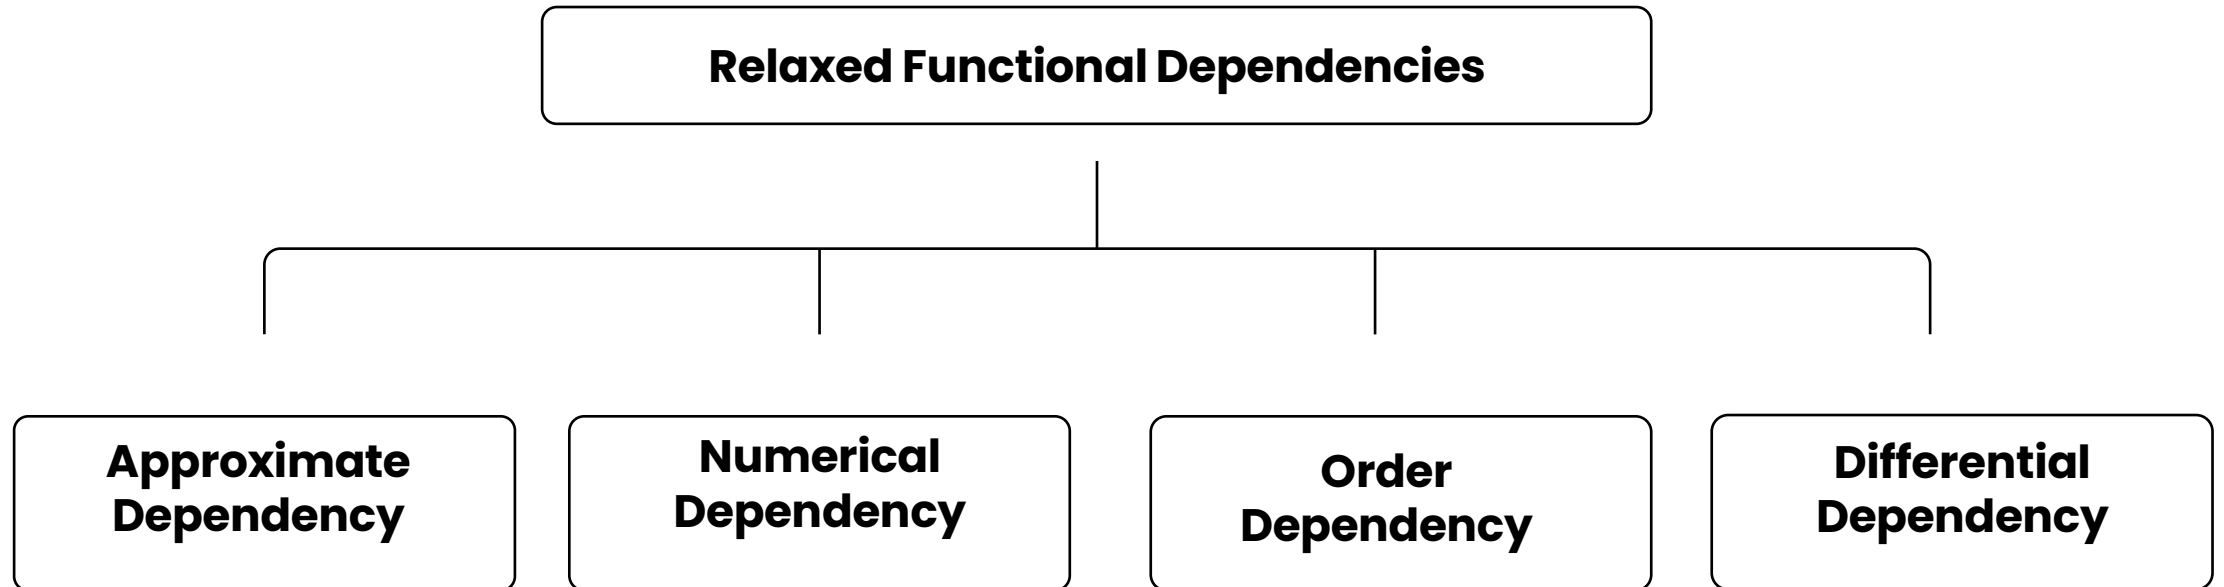 Relaxed Functional Dependencies
Approximate
Dependency
Numerical
Dependency
Order
Dependency
Differential
Dependency